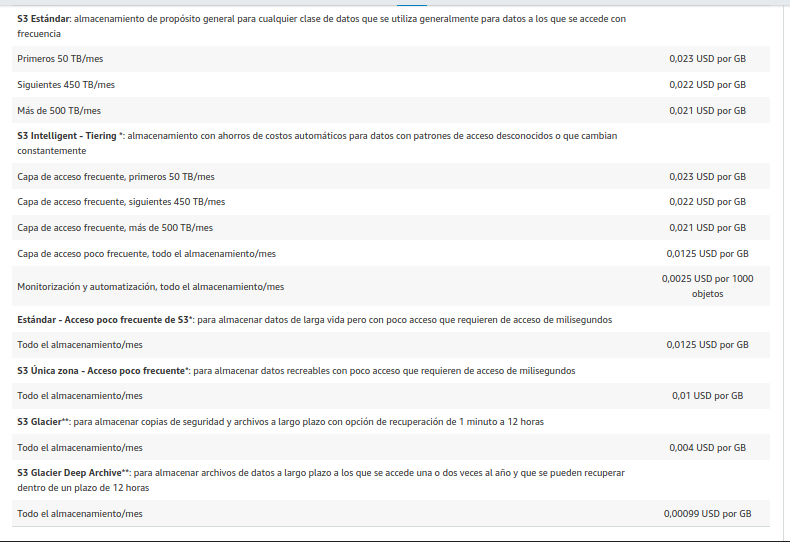 S3 Estándar: almacenamiento de propósito general para cualquier clase de datos que se utiliza generalmente para datos a los que se accede con
frecuencia
Primeros 50 TB/mes 0,023 USD por GB
Siguientes 450 TB/mes 0,022 USD por GB
Más de 500 TB/mes 0,021 USD por GB
S3 Intelligent - Tiering *: almacenamiento con ahorros de costos automáticos para datos con patrones de acceso desconocidos o que cambian
constantemente
Capa de acceso frecuente, primeros 50 TB/mes 0,023 USD por GB
Capa de acceso frecuente, siguientes 450 TB/mes 0,022 USD por GB
Capa de acceso frecuente, más de 500 TB/mes 0,021 USD por GB
Capa de acceso poco frecuente, todo el almacenamiento/mes 0,0125 USD por GB
Monitorización y automatización, todo el almacenamiento/mes 0,0025 USD por 1000
objetos
Estándar - Acceso poco frecuente de S3*: para almacenar datos de larga vida pero con poco acceso que requieren de acceso de milisegundos
Todo el almacenamiento/mes 0,0125 USD por GB
S3 Única zona - Acceso poco frecuente*: para almacenar datos recreables con poco acceso que requieren de acceso de milisegundos
Todo el almacenamiento/mes 0,01 USD por GB
S3 Glacier**: para almacenar copias de seguridad y archivos a largo plazo con opción de recuperación de 1 minuto a 12 horas
Todo el almacenamiento/mes 0,004 USD por GB
S3 Glacier Deep Archive**: para almacenar archivos de datos a largo plazo a los que se accede una o dos veces al año y que se pueden recuperar
dentro de un plazo de 12 horas
Todo el almacenamiento/mes 0,00099 USD por GB